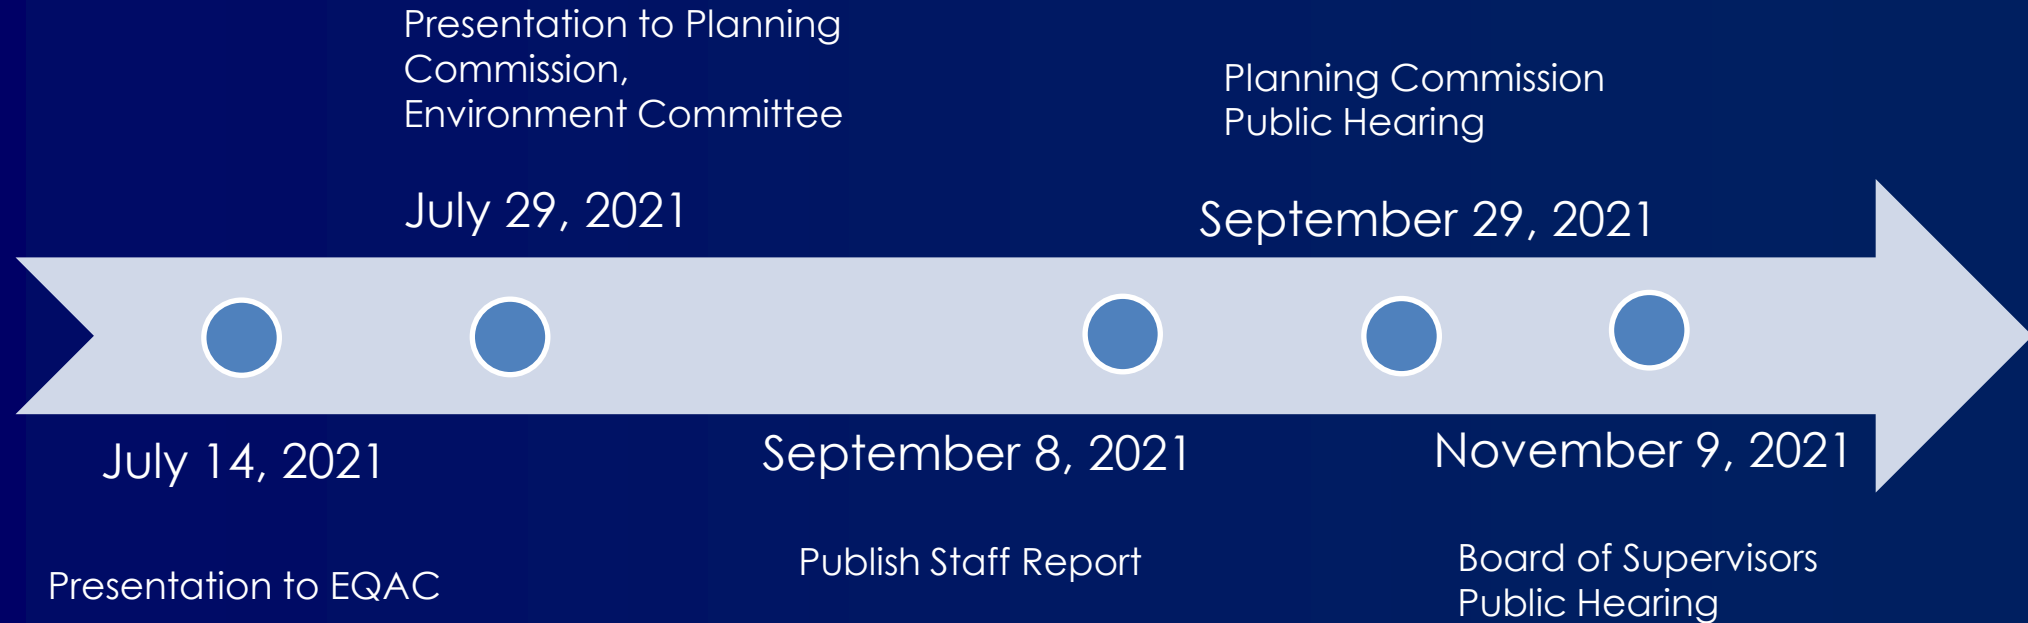 Presentation to Planning
Commission,
Environment Committee
July 29, 2021
Planning Commission
Public Hearing
September 29, 2021
July 14, 2021
Presentation to EQAC
September 8, 2021
Publish Staff Report
November 9, 2021
Board of Supervisors
Public Hearing